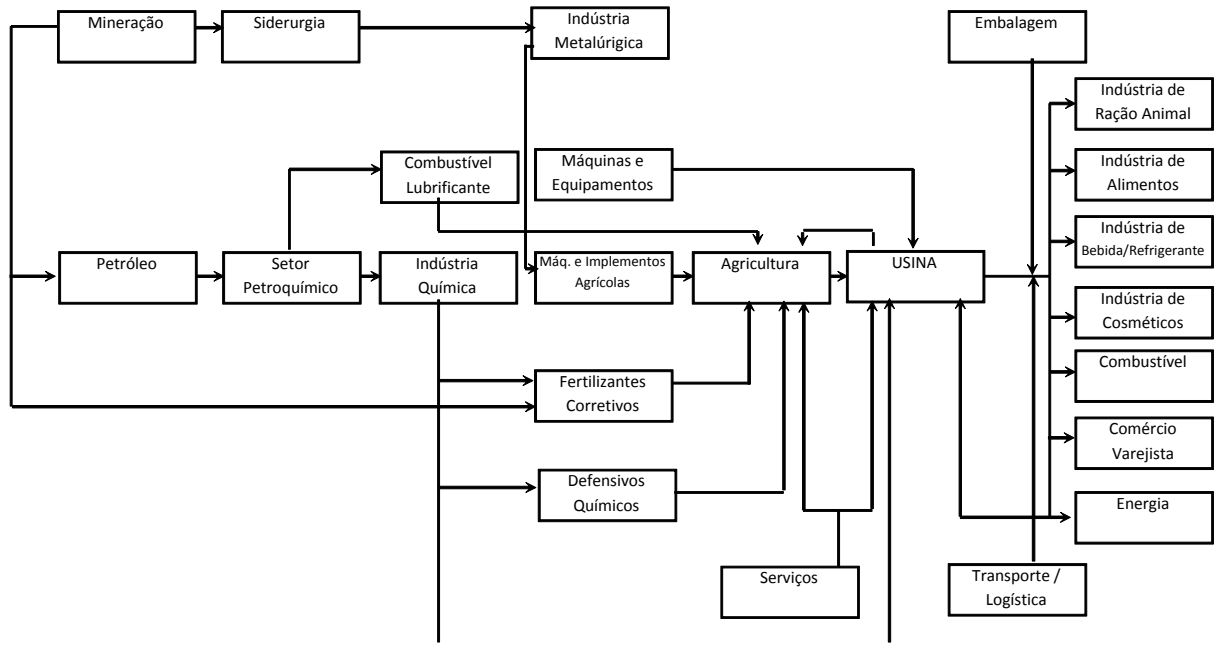 Mineração
Siderurgia
Indústria
Metalúrigica
Embalagem
Indústria de
Ração Animal
Combustível
Lubrificante
Máquinas e
Equipamentos
Indústria de
Alimentos
Petróleo
Setor
Petroquímico
Indústria
Química
Máq. e Implementos
Agrícolas
Agricultura
USINA
Indústria de
Bebida/Refrigerante
Indústria de
Cosméticos
Fertilizantes
Corretivos
Combustível
Comércio
Varejista
Defensivos
Químicos
Energia
Serviços
Transporte /
Logística